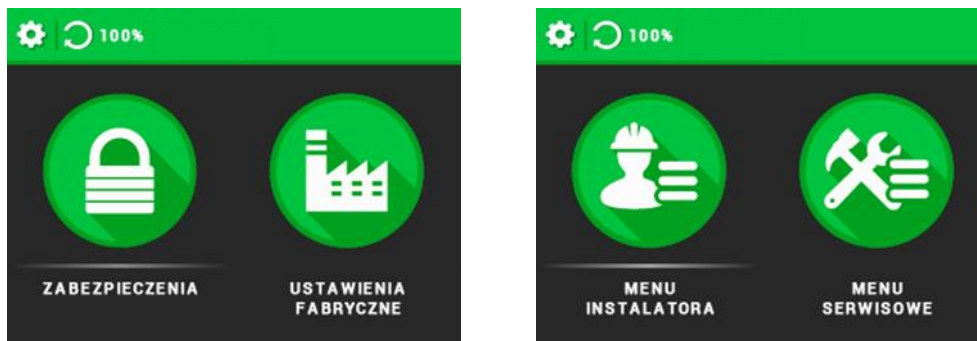 100%
ZABEZPIECZENIA
USTAWIENIA
FABRYCZNE
100%
MENU
INSTALATORA
MENU
SERWISOWE